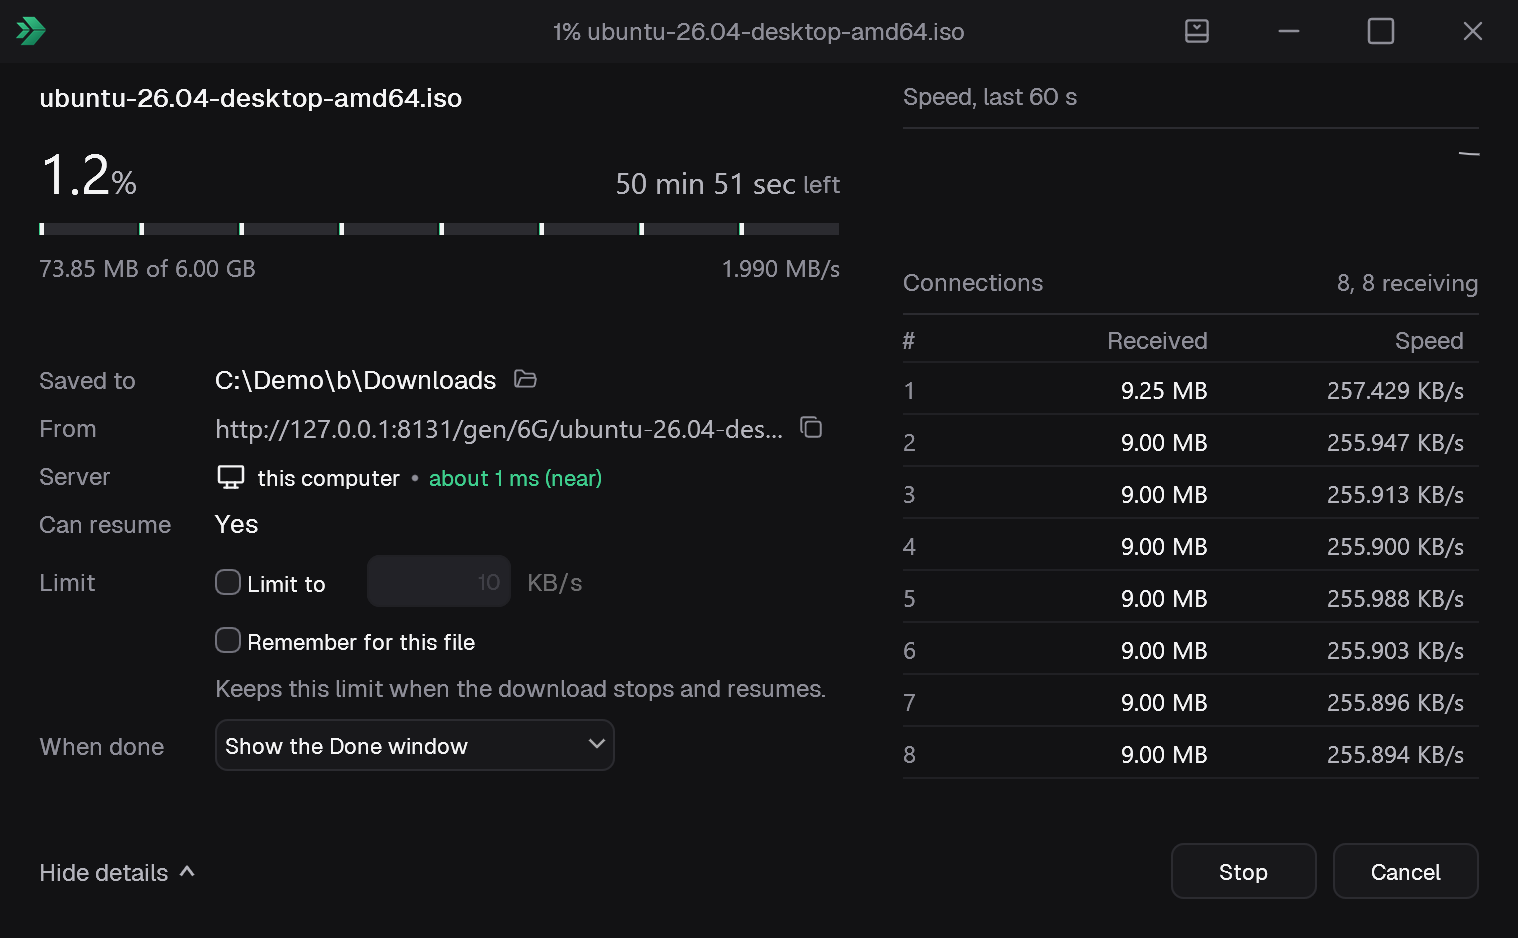 1% ubuntu-26.04-desktop-amd64.iso
ubuntu-26.04-desktop-amd64.iso
1.2%
50 min 51 sec left
73.85 MB of 6.00 GB
1.990 MB/s
Saved to C:\Demo\b\Downloads
From http://127.0.0.1:8131/gen/6G/ubuntu-26.04-des...
Server this computer • about 1 ms (near)
Can resume Yes
Limit Limit to 10 KB/s
Remember for this file
Keeps this limit when the download stops and resumes.
When done Show the Done window
Hide details
Speed, last 60 s
Connections 8, 8 receiving
# Received Speed
1 9.25 MB 257.429 KB/s
2 9.00 MB 255.947 KB/s
3 9.00 MB 255.913 KB/s
4 9.00 MB 255.900 KB/s
5 9.00 MB 255.988 KB/s
6 9.00 MB 255.903 KB/s
7 9.00 MB 255.896 KB/s
8 9.00 MB 255.894 KB/s
Stop Cancel